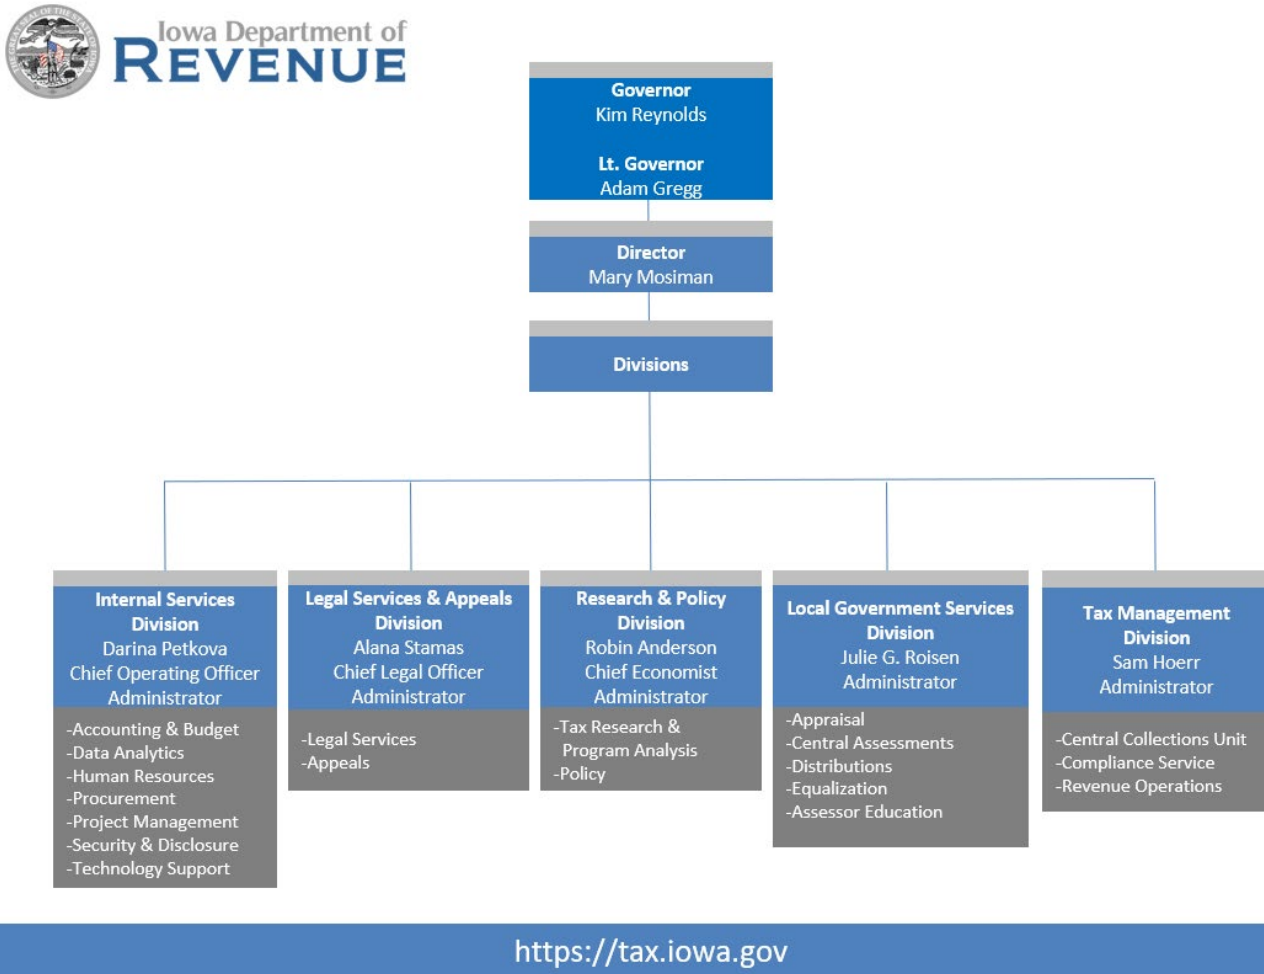 Iowa Department of
REVENUE
Governor
Kim Reynolds
Lt. Governor
Adam Gregg
Director
Mary Mosiman
Divisions
Internal Services
Division
Darina Petkova
Chief Operating Officer
Administrator
-Accounting & Budget
-Data Analytics
-Human Resources
-Procurement
-Project Management
-Security & Disclosure
-Technology Support
Legal Services & Appeals
Division
Alana Stamas
Chief Legal Officer
Administrator
-Legal Services
-Appeals
Research & Policy
Division
Robin Anderson
Chief Economist
Administrator
-Tax Research &
Program Analysis
-Policy
Local Government Services
Division
Julie G. Roisen
Administrator
-Appraisal
-Central Assessments
-Distributions
-Equalization
-Assessor Education
Tax Management
Division
Sam Hoerr
Administrator
-Central Collections Unit
-Compliance Service
-Revenue Operations
https://tax.iowa.gov